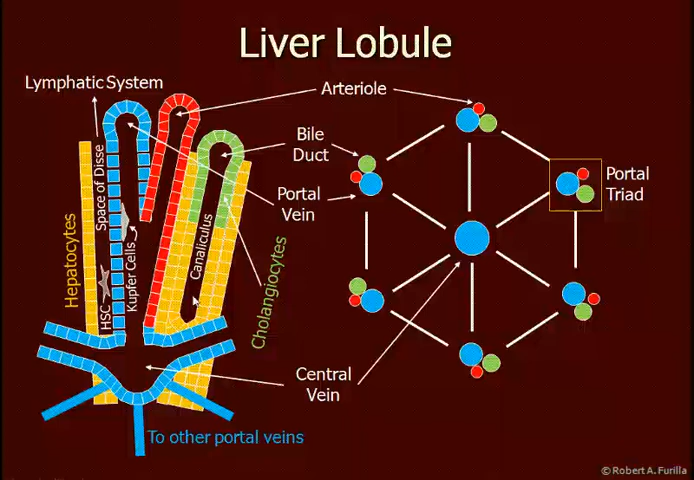 Liver Lobule
Lymphatic System
Arteriole
Bile
Duct
Portal
Vein
Portal
Triad
Hepatocytes
Space of Disse
HSC
Kupfer Cells
Canaliculus
Cholangiocytes
Central
Vein
To other portal veins
© Robert A. Furilla